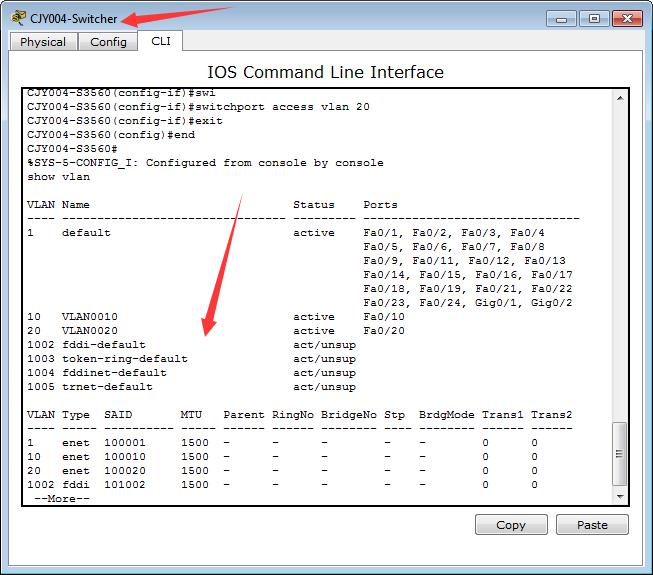 CJY004-Switcher
Physical Config CLI
IOS Command Line Interface
CJY004-S3560(config-if)#swi
CJY004-S3560(config-if)#switchport access vlan 20
CJY004-S3560(config-if)#exit
CJY004-S3560(config)#end
CJY004-S3560#
%SYS-5-CONFIG_I: Configured from console by console
show vlan
VLAN Name                             Status    Ports
---- -------------------------------- --------- -------------------------------
1    default                          active    Fa0/1, Fa0/2, Fa0/3, Fa0/4
                                                Fa0/5, Fa0/6, Fa0/7, Fa0/8
                                                Fa0/9, Fa0/11, Fa0/12, Fa0/13
                                                Fa0/14, Fa0/15, Fa0/16, Fa0/17
                                                Fa0/18, Fa0/19, Fa0/21, Fa0/22
                                                Fa0/23, Fa0/24, Gig0/1, Gig0/2
10   VLAN0010                         active    Fa0/10
20   VLAN0020                         active    Fa0/20
1002 fddi-default                     act/unsup
1003 token-ring-default               act/unsup
1004 fddinet-default                  act/unsup
1005 trnet-default                    act/unsup
VLAN Type  SAID       MTU   Parent RingNo BridgeNo Stp  BrdgMode Trans1 Trans2
---- ----- ---------- ----- ------ ------ -------- ---- -------- ------ ------
1    enet  100001     1500  -      -      -        -    -        0      0
10   enet  100010     1500  -      -      -        -    -        0      0
20   enet  100020     1500  -      -      -        -    -        0      0
1002 fddi  101002     1500  -      -      -        -    -        0      0
 --More--
Copy Paste